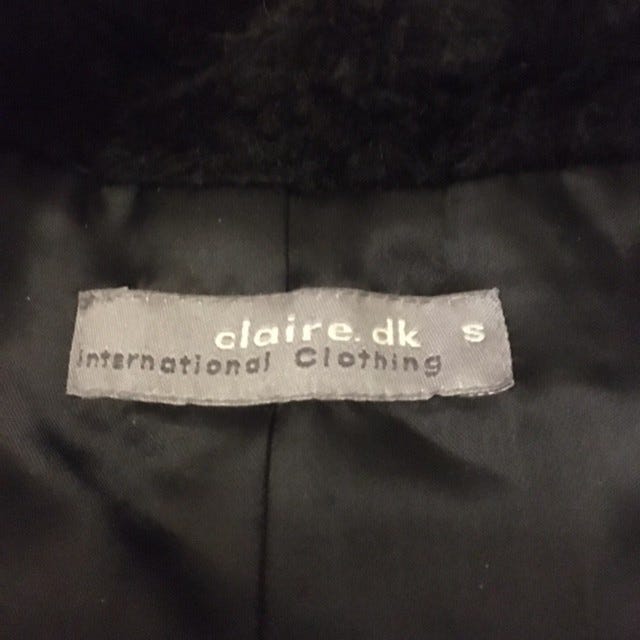 claire.dk S
International Clothing